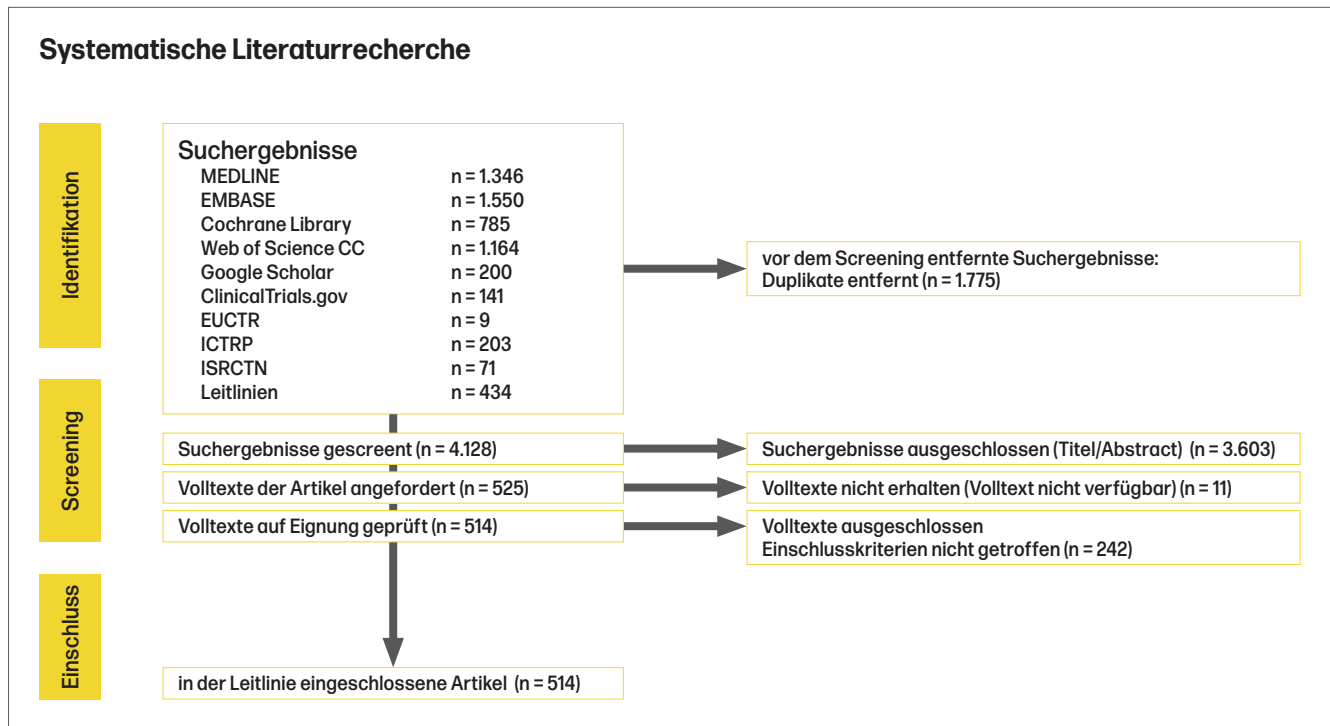 Systematische Literaturrecherche
Identifikation
Suchergebnisse
MEDLINE n = 1.346
EMBASE n = 1.550
Cochrane Library n = 785
Web of Science CC n = 1.164
Google Scholar n = 200
ClinicalTrials.gov n = 141
EUCTR n = 9
ICTRP n = 203
ISRCTN n = 71
Leitlinien n = 434
vor dem Screening entfernte Suchergebnisse:
Duplikate entfernt (n = 1.775)
Screening
Suchergebnisse gescreent (n = 4.128)
Suchergebnisse ausgeschlossen (Titel/Abstract) (n = 3.603)
Volltexte der Artikel angefordert (n = 525)
Volltexte nicht erhalten (Volltext nicht verfügbar) (n = 11)
Volltexte auf Eignung geprüft (n = 514)
Volltexte ausgeschlossen
Einschlusskriterien nicht getroffen (n = 242)
Einschluss
in der Leitlinie eingeschlossene Artikel (n = 514)